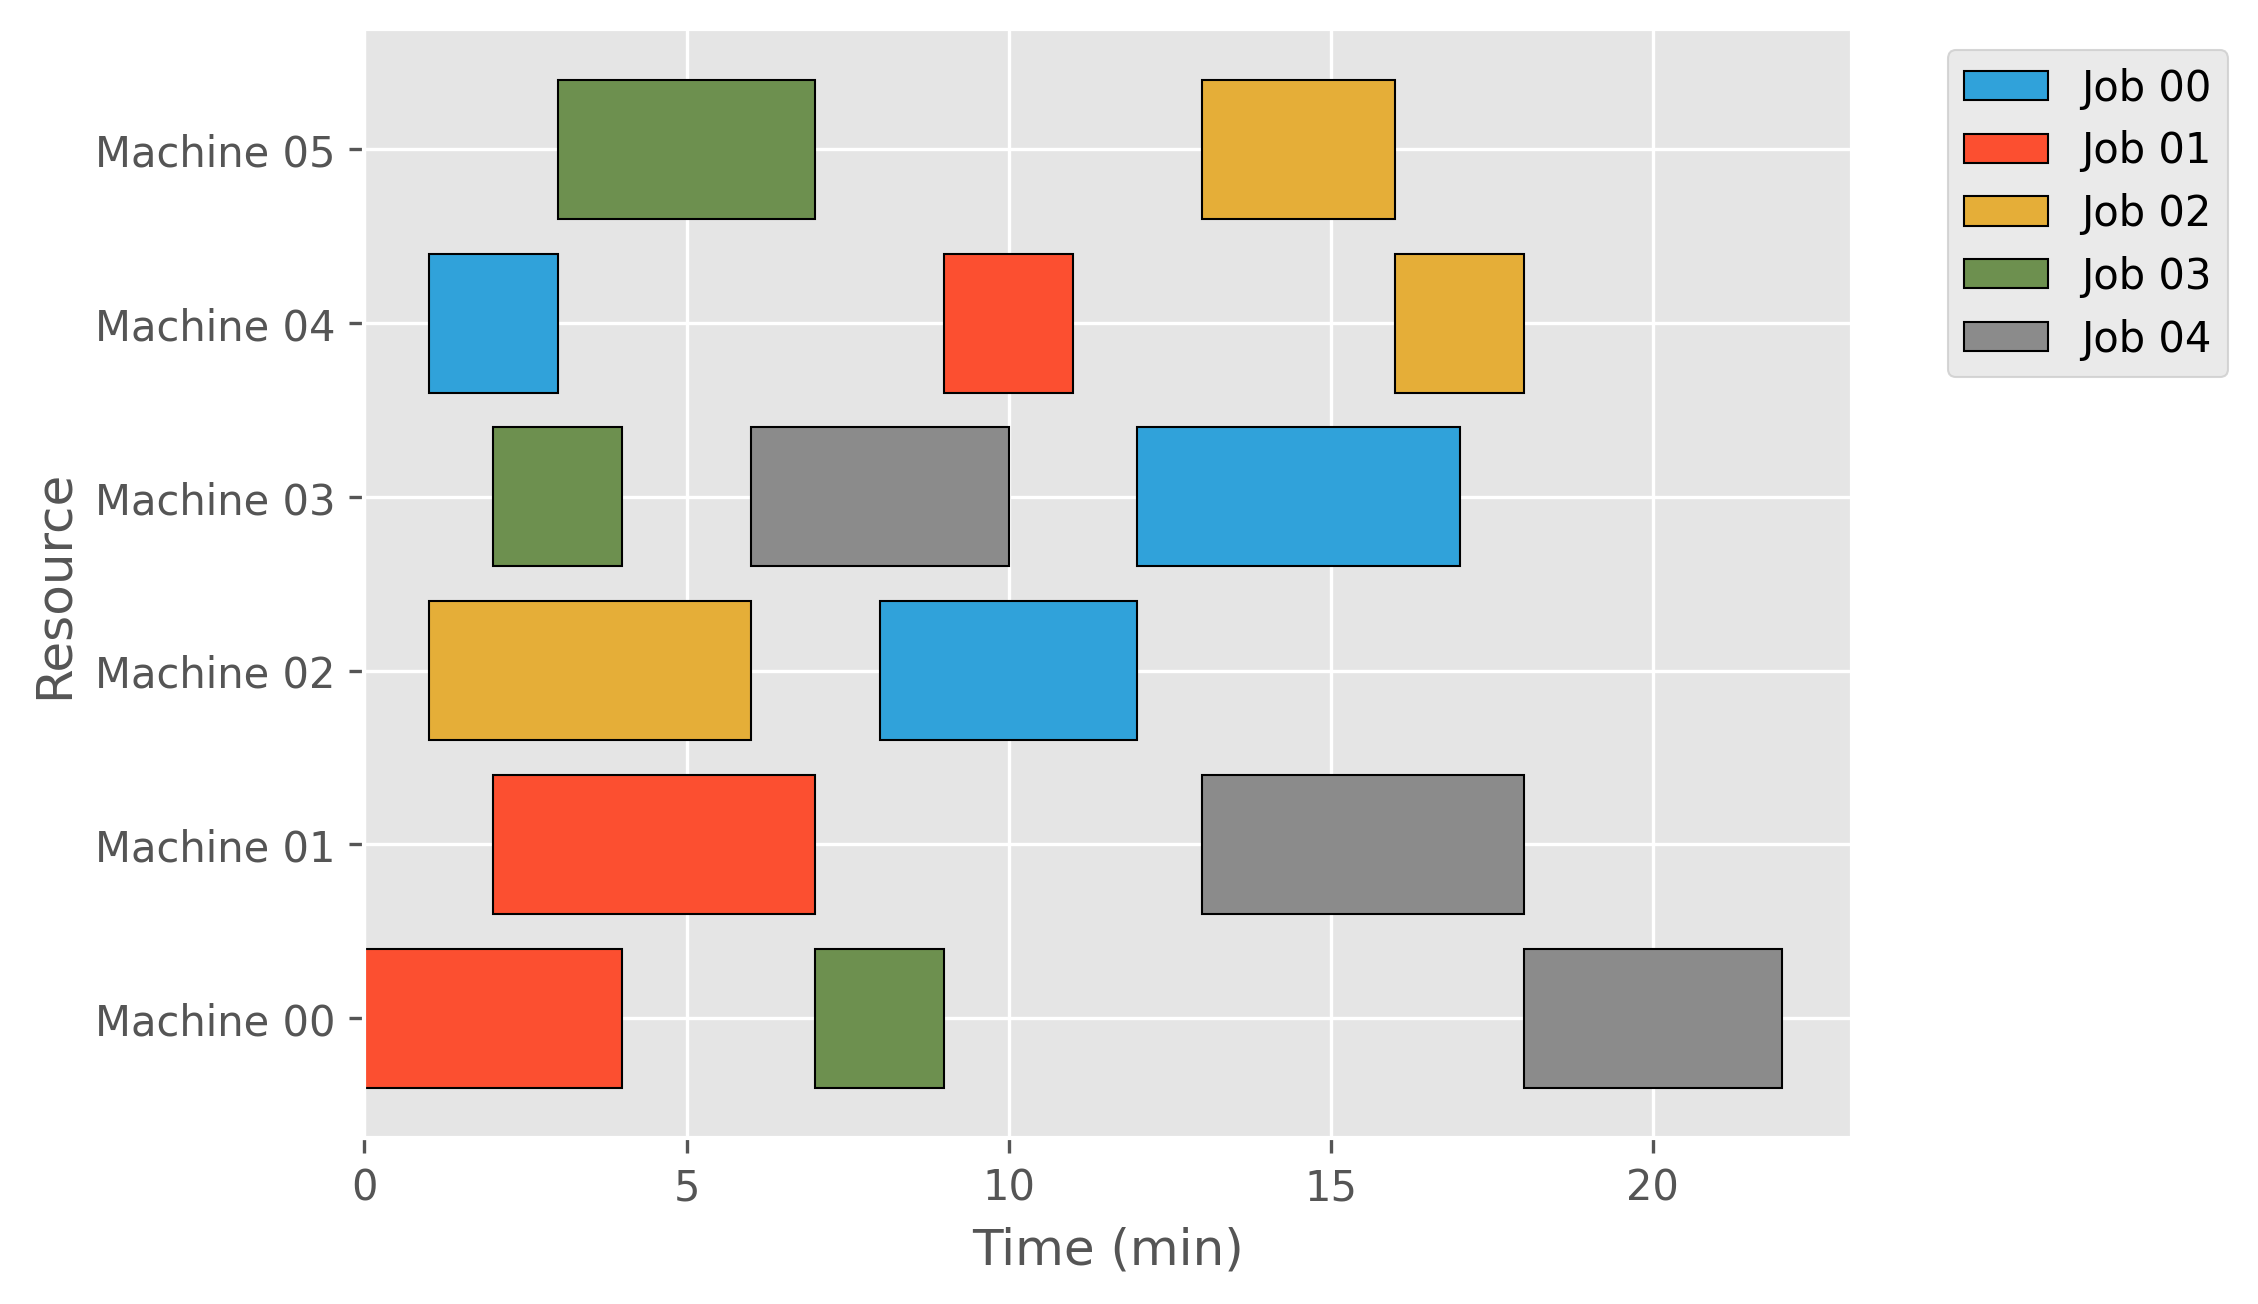 Machine 05
Machine 04
Machine 03
Machine 02
Machine 01
Machine 00
Resource
0 5 10 15 20
Time (min)
Job 00
Job 01
Job 02
Job 03
Job 04